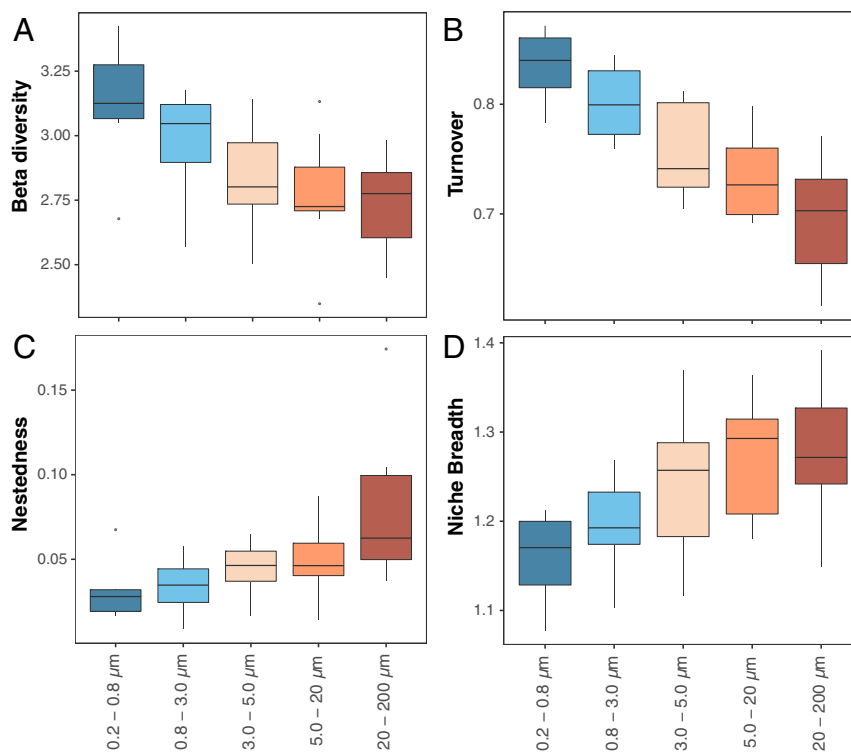 A
Beta diversity
3.25
3.00
2.75
2.50
B
Turnover
0.8
0.7
C
Nestedness
0.15
0.10
0.05
0.2 – 0.8 µm
0.8 – 3.0 µm
3.0 – 5.0 µm
5.0 – 20 µm
20 – 200 µm
D
Niche Breadth
1.4
1.3
1.2
1.1
0.2 – 0.8 µm
0.8 – 3.0 µm
3.0 – 5.0 µm
5.0 – 20 µm
20 – 200 µm